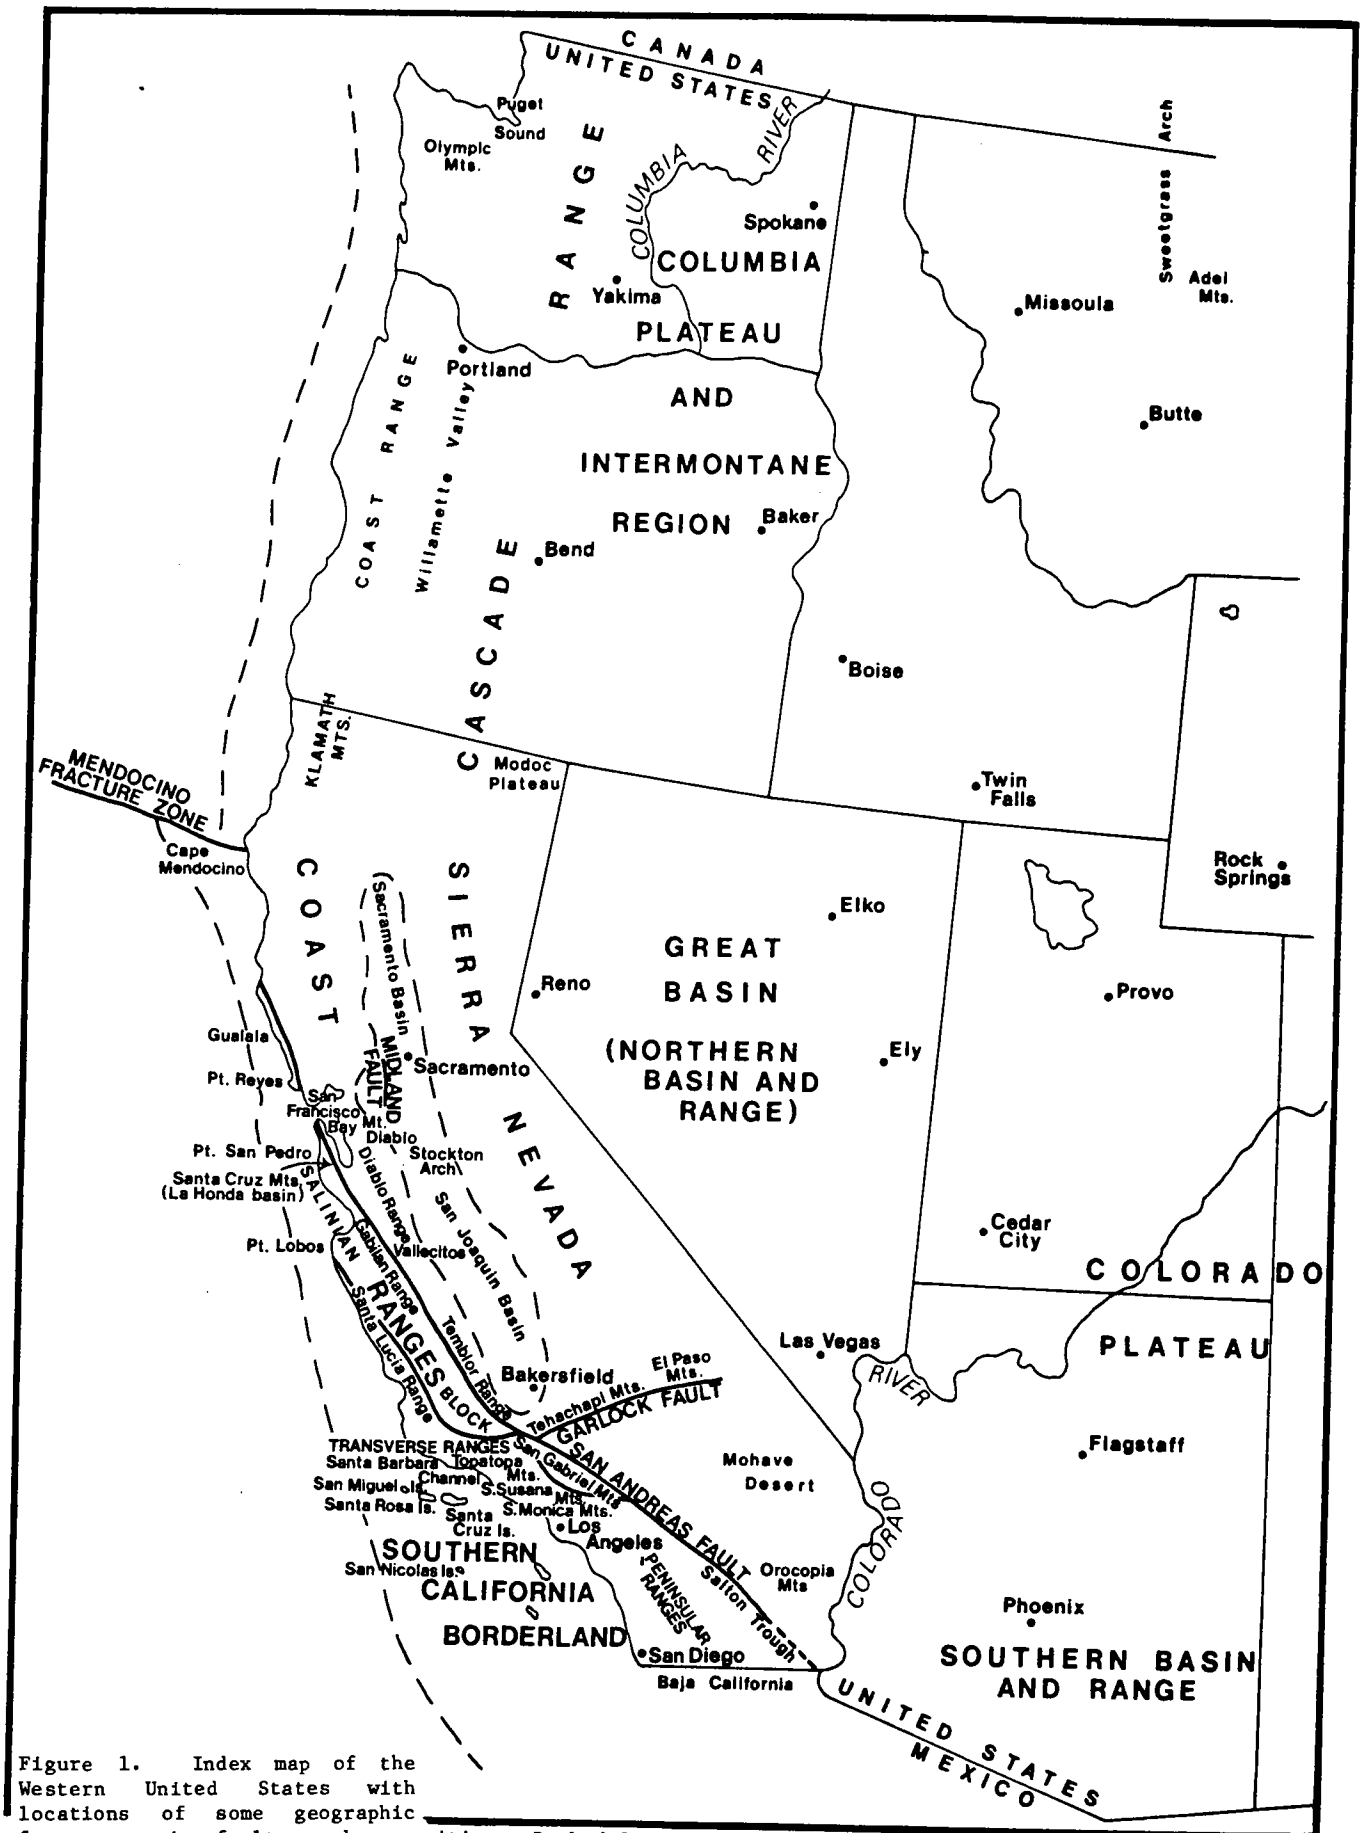 CANADA
UNITED STATES
Puget
Sound
Olympic
Mts.
RANGE
COLUMBIA
RIVER
Spokane
COLUMBIA
Yakima
PLATEAU
Sweetgrass Arch
Adel
Mts.
Missoula
Portland
AND
Butte
COAST RANGE
Willamette Valley
INTERMONTANE
REGION
Baker
Bend
CASCADE
Boise
KLAMATH
MTS.
Modoc
Plateau
Twin
Falls
MENDOCINO
FRACTURE ZONE
Cape
Mendocino
Rock
Springs
COAST
(Sacramento Basin
SIERRA
Elko
GREAT
BASIN
Reno
Provo
(NORTHERN
BASIN AND
RANGE)
Ely
Gualala
MIDLAND
FAULT
Sacramento
Pt. Reyes
San
Francisco
Bay
Mt.
Diablo
NEVADA
Pt. San Pedro
Stockton
Arch
Santa Cruz Mts.
(La Honda basin)
SALINIAN
Diablo Range
San Joaquin Basin
Pt. Lobos
Gabilan Range
Vallecitos
Cedar
City
COLORADO
RANGES
Santa Lucia Range
Temblor Range
Las Vegas
PLATEAU
BLOCK
Bakersfield
El Paso
Mts.
RIVER
Tehachapi Mts.
GARLOCK FAULT
Flagstaff
TRANSVERSE RANGES
San Gabriel Mts
SAN ANDREAS FAULT
Mohave
Desert
Santa Barbara
Channel
Topatopa
Mts.
San Miguel Is.
S.Susana
Mts.
Santa Rosa Is.
Santa
Cruz Is.
S.Monica Mts.
Los
Angeles
COLORADO
SOUTHERN
San Nicolas Is.
CALIFORNIA
PENINSULAR
RANGES
Salton Trough
Orocopia
Mts
Phoenix
BORDERLAND
San Diego
SOUTHERN BASIN
AND RANGE
Baja California
UNITED STATES
MEXICO
Figure 1. Index map of the
Western United States with
locations of some geographic